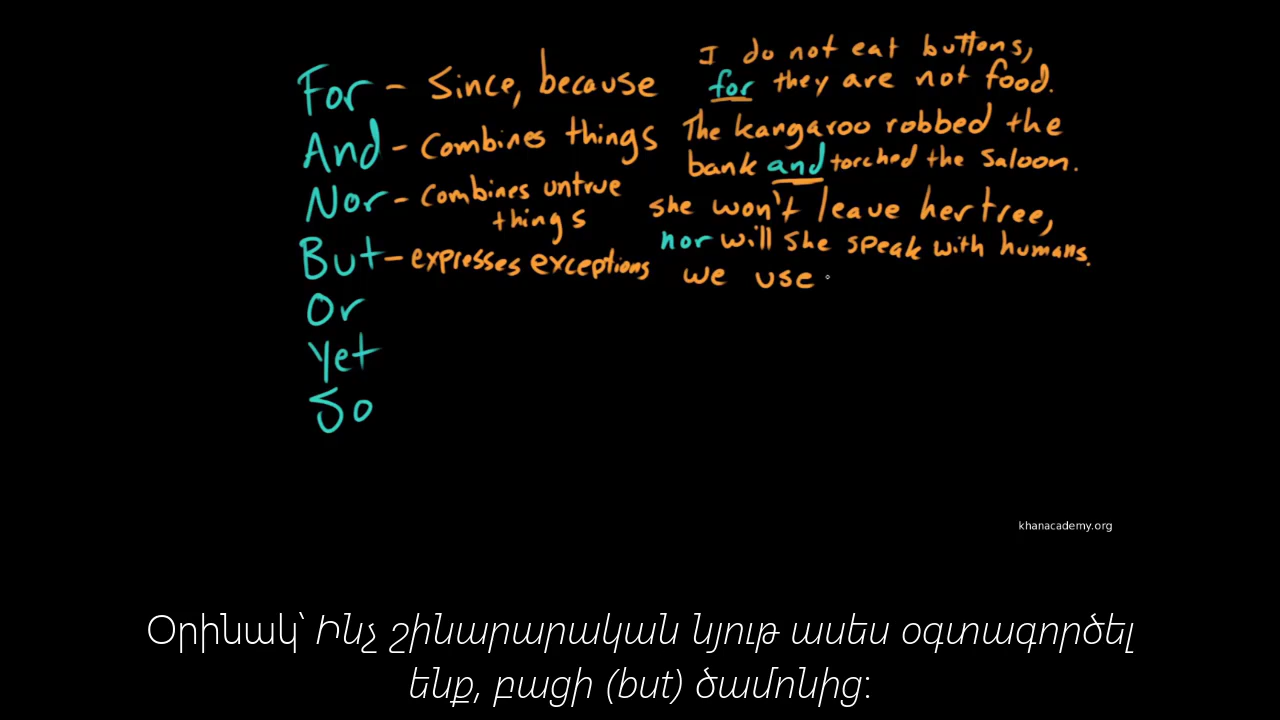 For - Since, because
I do not eat buttons,
for they are not food.
And - Combines things
The kangaroo robbed the
bank and torched the saloon.
Nor - Combines untrue
things
she won't leave her tree,
nor will she speak with humans.
But - expresses exceptions
we use
Or
Yet
So
khanacademy.org
Օրինակ՝ Ինչ շինարարական նյութ ասես օգտագործել
ենք, բացի (but) ծամոնից: